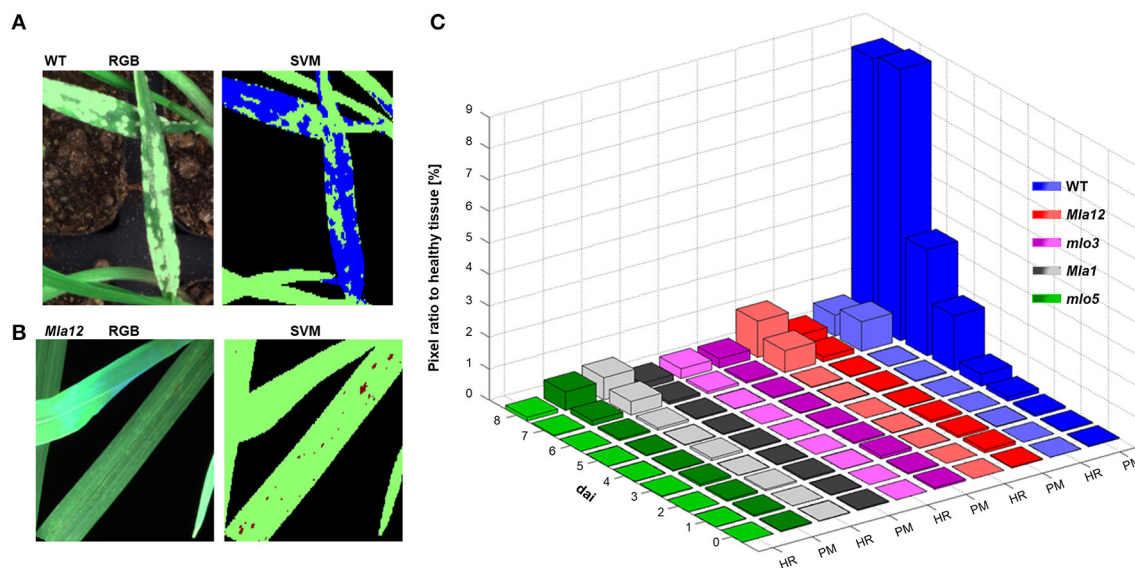 A
WT RGB SVM
B
Mla12 RGB SVM
C
Pixel ratio to healthy tissue [%]
9
8
7
6
5
4
3
2
1
0
8
7
6
5
4
3
2
1
0
dai
HR PM HR PM HR PM HR PM HR PM
WT
Mla12
mlo3
Mla1
mlo5